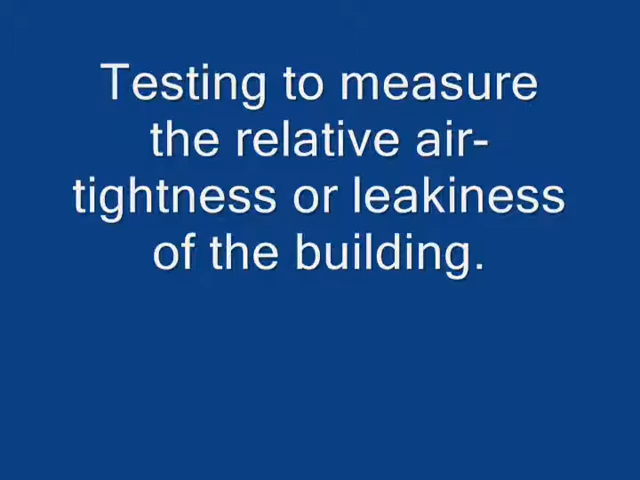 Testing to measure
the relative air-
tightness or leakiness
of the building.